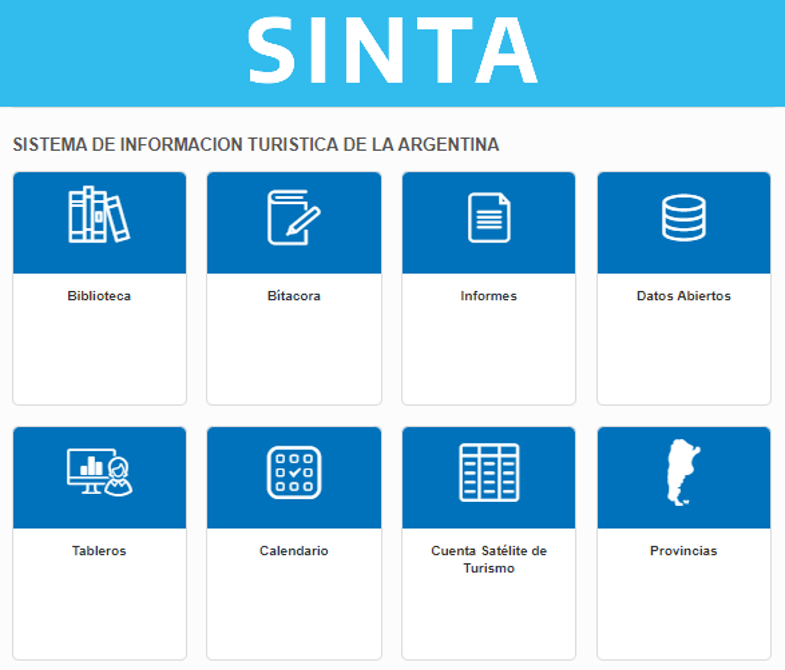 SINTA
SISTEMA DE INFORMACION TURISTICA DE LA ARGENTINA
Biblioteca
Bitacora
Informes
Datos Abiertos
Tableros
Calendario
Cuenta Satélite de
Turismo
Provincias